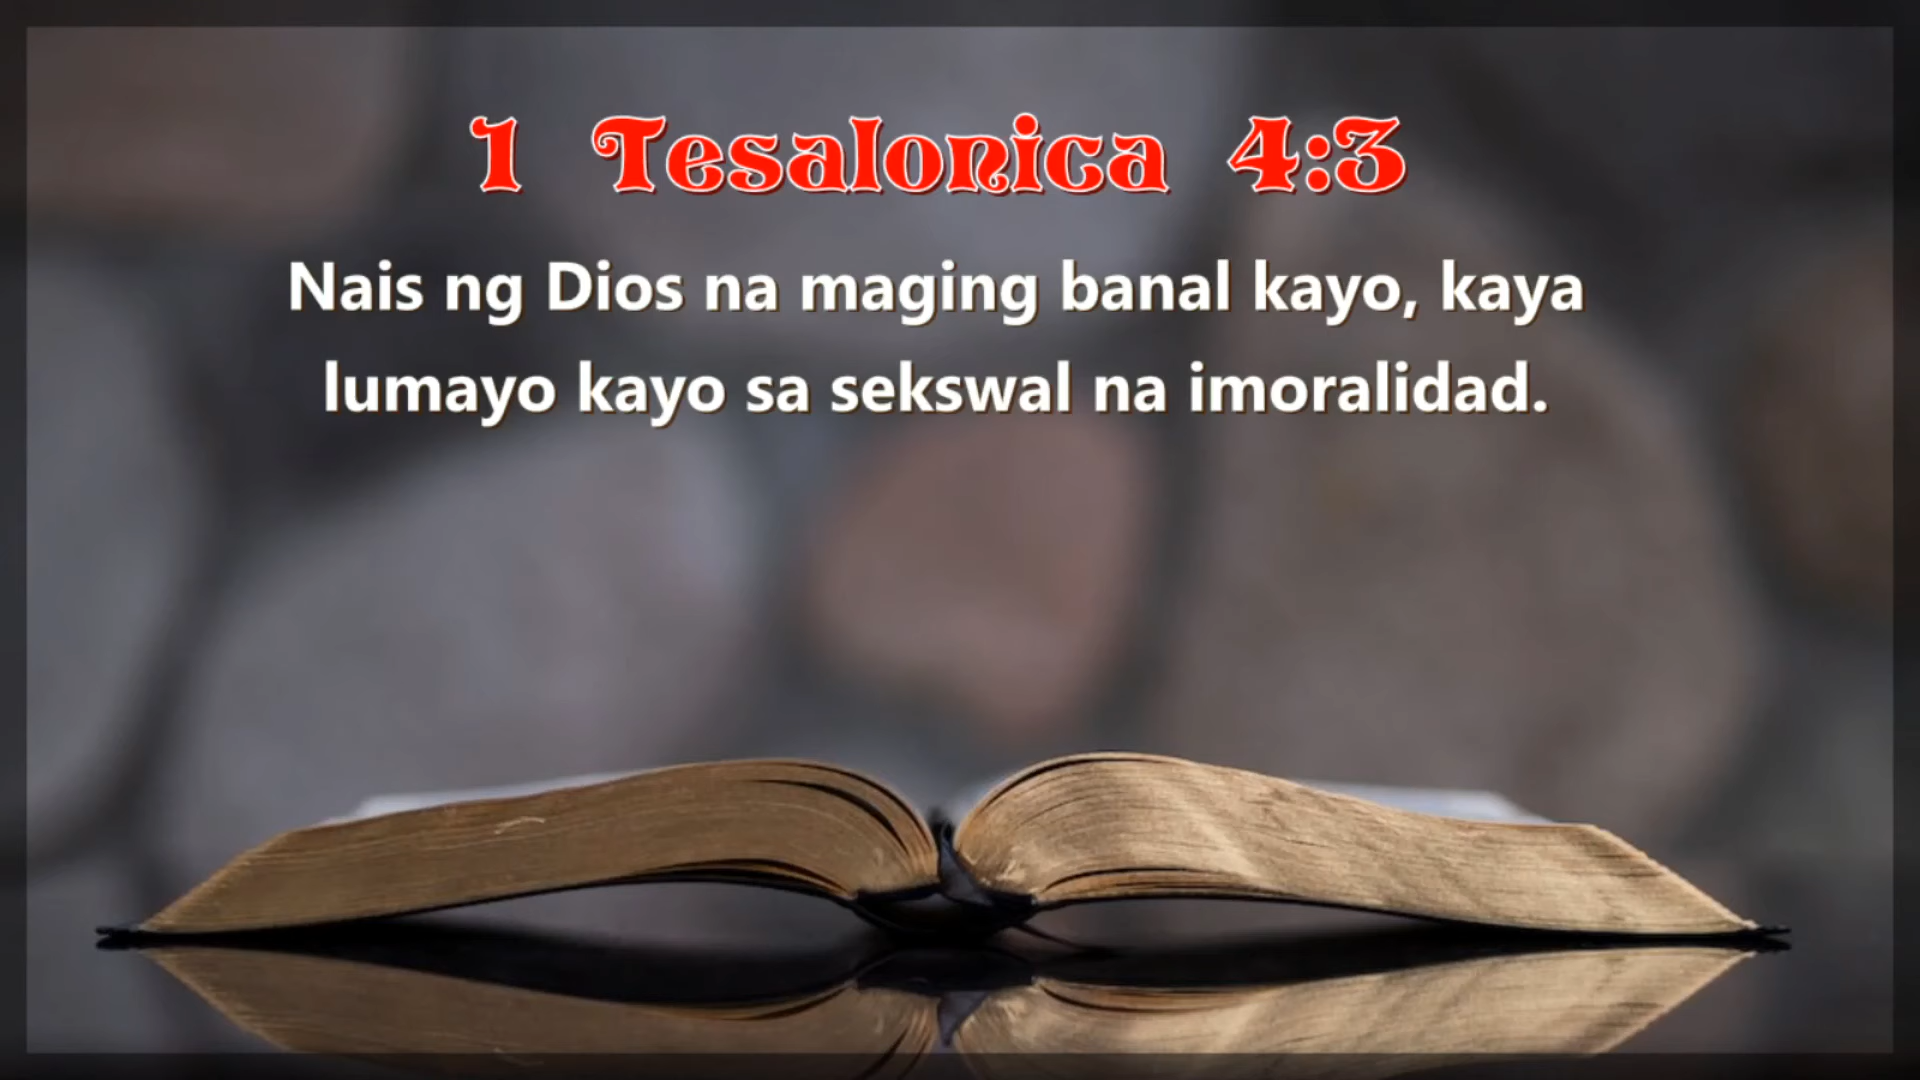 1 Tesalonica 4:3
Nais ng Dios na maging banal kayo, kaya
lumayo kayo sa sekswal na imoralidad.